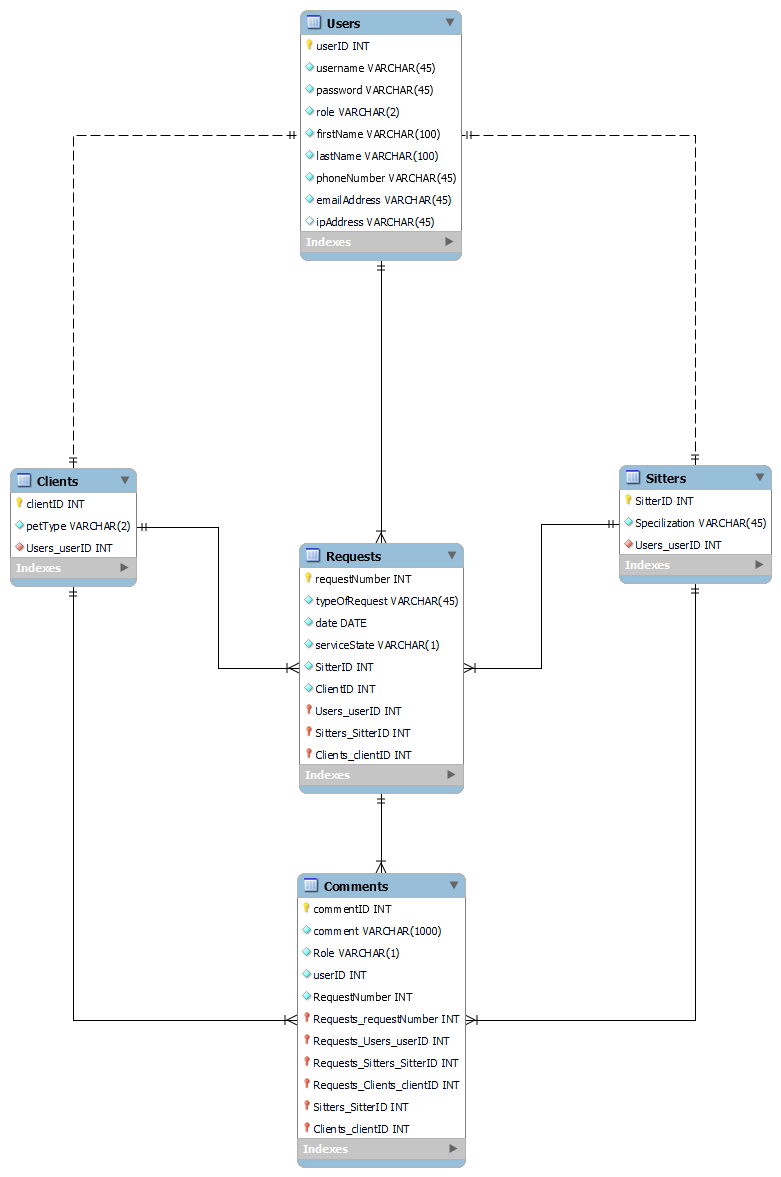 Users
userID INT
username VARCHAR(45)
password VARCHAR(45)
role VARCHAR(2)
firstName VARCHAR(100)
lastName VARCHAR(100)
phoneNumber VARCHAR(45)
emailAddress VARCHAR(45)
ipAddress VARCHAR(45)
Indexes
Clients
clientID INT
petType VARCHAR(2)
Users_userID INT
Indexes
Sitters
SitterID INT
Specilization VARCHAR(45)
Users_userID INT
Indexes
Requests
requestNumber INT
typeOfRequest VARCHAR(45)
date DATE
serviceState VARCHAR(1)
SitterID INT
ClientID INT
Users_userID INT
Sitters_SitterID INT
Clients_clientID INT
Indexes
Comments
commentID INT
comment VARCHAR(1000)
Role VARCHAR(1)
userID INT
RequestNumber INT
Requests_requestNumber INT
Requests_Users_userID INT
Requests_Sitters_SitterID INT
Requests_Clients_clientID INT
Sitters_SitterID INT
Clients_clientID INT
Indexes